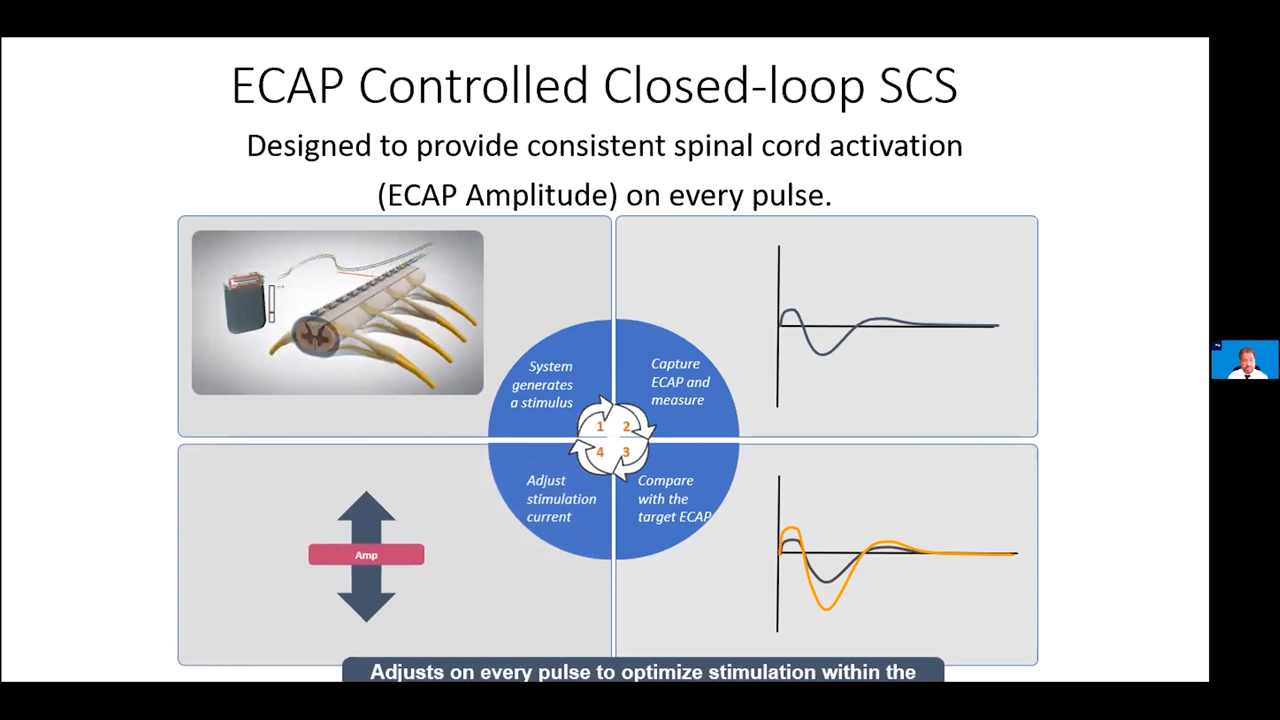 ECAP Controlled Closed-loop SCS
Designed to provide consistent spinal cord activation
(ECAP Amplitude) on every pulse.
System
generates
a stimulus
Capture
ECAP and
measure
1
2
4
3
Adjust
stimulation
current
Compare
with the
target ECAP
Amp
Adjusts on every pulse to optimize stimulation within the